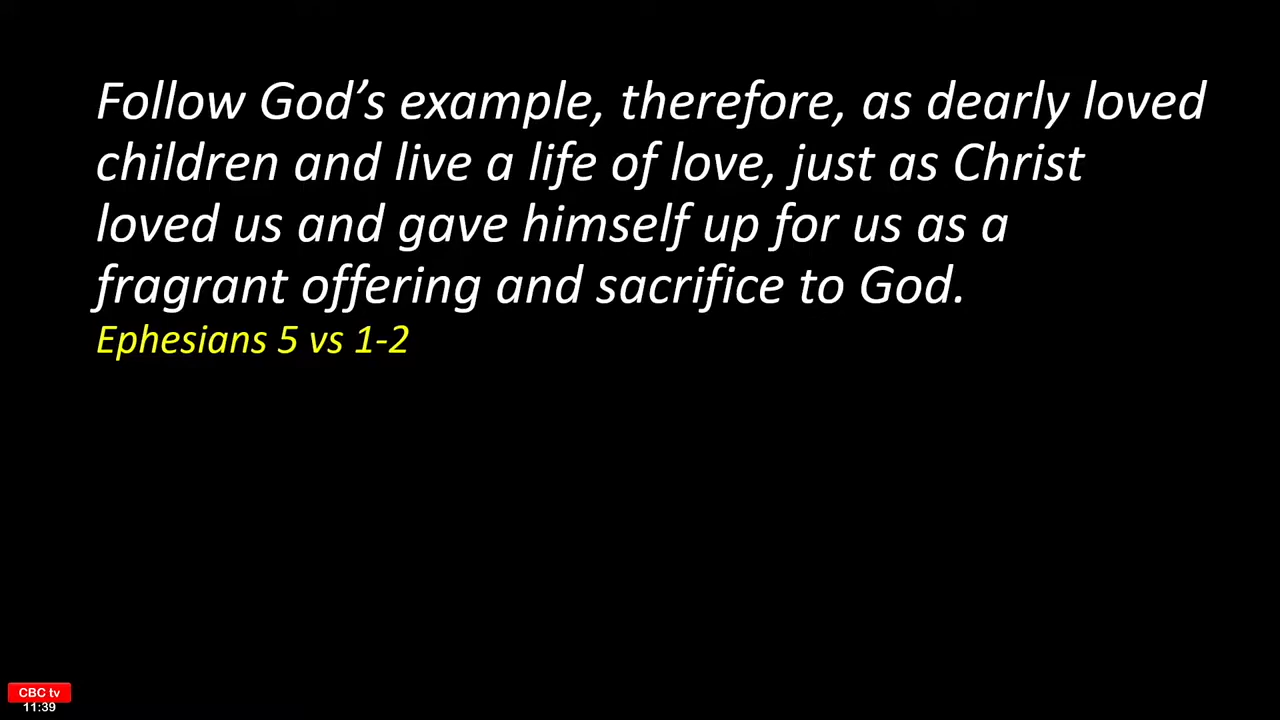 Follow God’s example, therefore, as dearly loved
children and live a life of love, just as Christ
loved us and gave himself up for us as a
fragrant offering and sacrifice to God.
Ephesians 5 vs 1-2
CBC tv
11:39